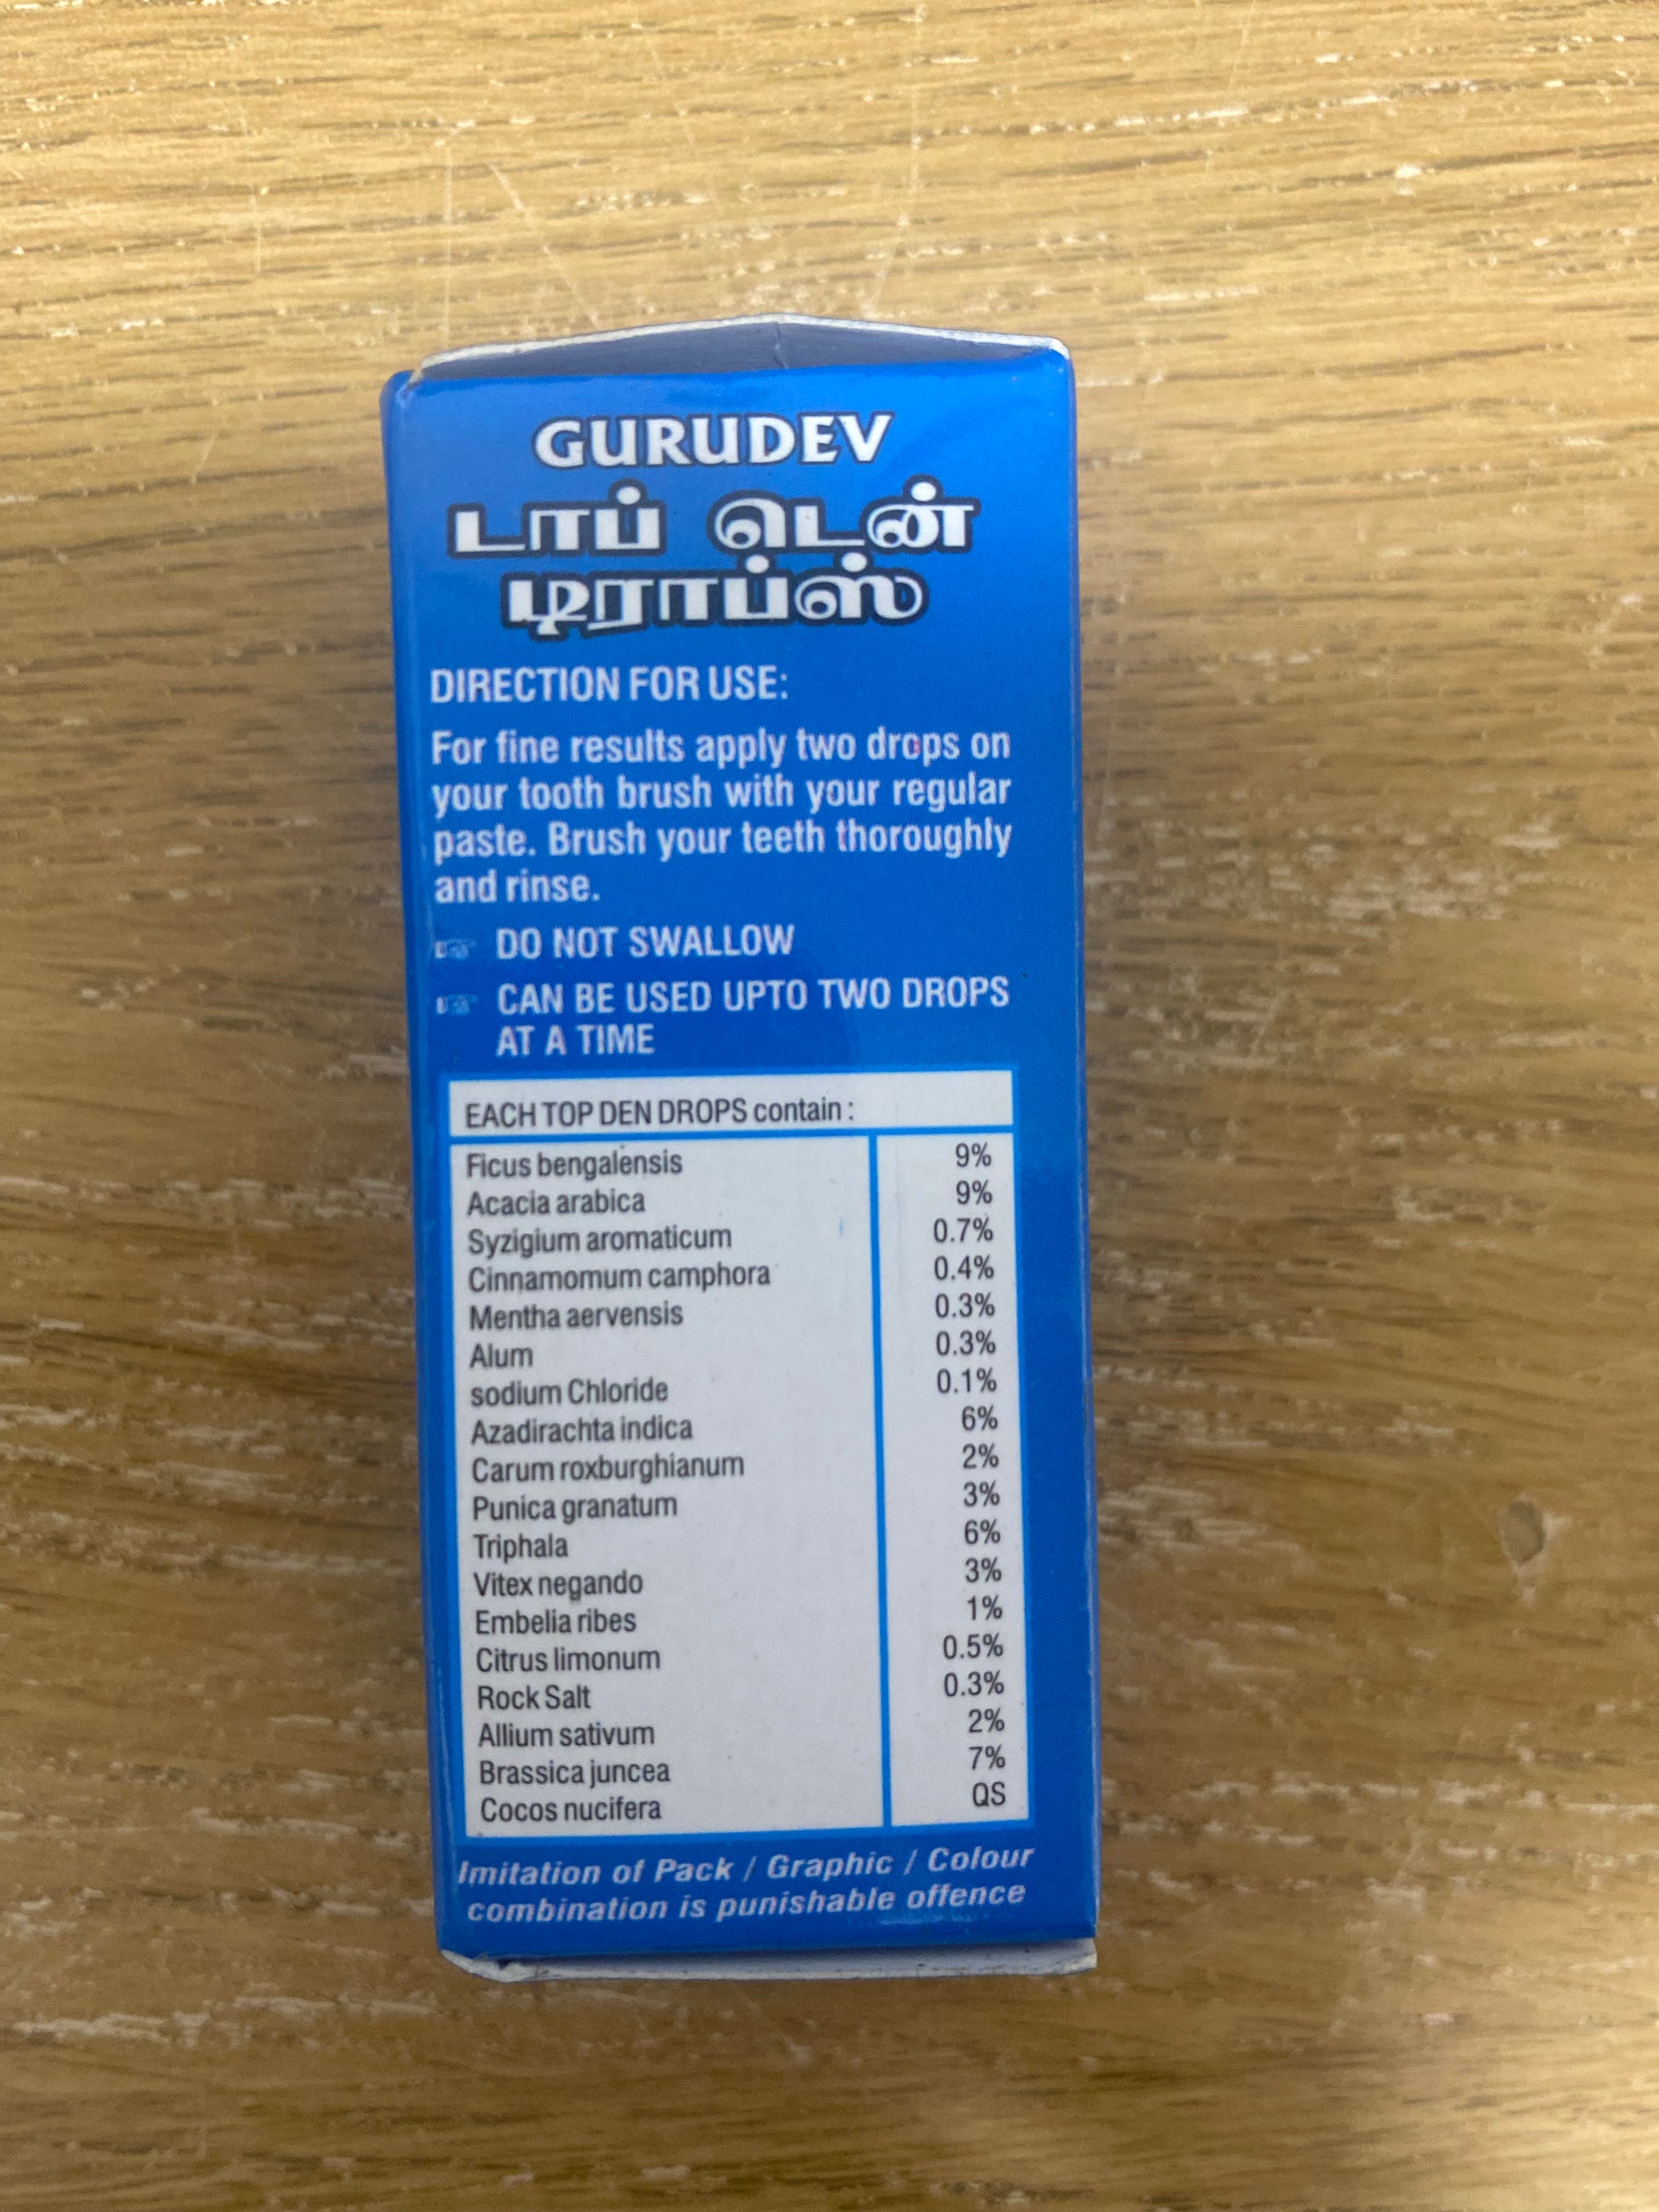 GURUDEV
டாப் டென்
டிராப்ஸ்
DIRECTION FOR USE:
For fine results apply two drops on
your tooth brush with your regular
paste. Brush your teeth thoroughly
and rinse.
☞ DO NOT SWALLOW
☞ CAN BE USED UPTO TWO DROPS
AT A TIME
EACH TOP DEN DROPS contain :
Ficus bengalensis 9%
Acacia arabica 9%
Syzigium aromaticum 0.7%
Cinnamomum camphora 0.4%
Mentha aervensis 0.3%
Alum 0.3%
sodium Chloride 0.1%
Azadirachta indica 6%
Carum roxburghianum 2%
Punica granatum 3%
Triphala 6%
Vitex negando 3%
Embelia ribes 1%
Citrus limonum 0.5%
Rock Salt 0.3%
Allium sativum 2%
Brassica juncea 7%
Cocos nucifera QS
Imitation of Pack / Graphic / Colour
combination is punishable offence